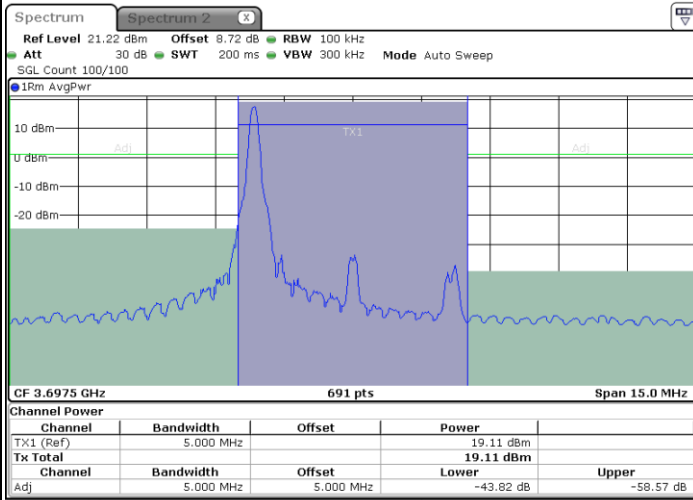 Spectrum Spectrum 2 X
Ref Level 21.22 dBm Offset 8.72 dB RBW 100 kHz
Att 30 dB SWT 200 ms VBW 300 kHz Mode Auto Sweep
SGL Count 100/100
1Rm AvgPwr
10 dBm
TX1
Adj Adj
0 dBm
-10 dBm
-20 dBm
CF 3.6975 GHz 691 pts Span 15.0 MHz
Channel Power
Channel Bandwidth Offset Power
TX1 (Ref) 5.000 MHz 19.11 dBm
Tx Total 19.11 dBm
Channel Bandwidth Offset Lower Upper
Adj 5.000 MHz 5.000 MHz -43.82 dB -58.57 dB